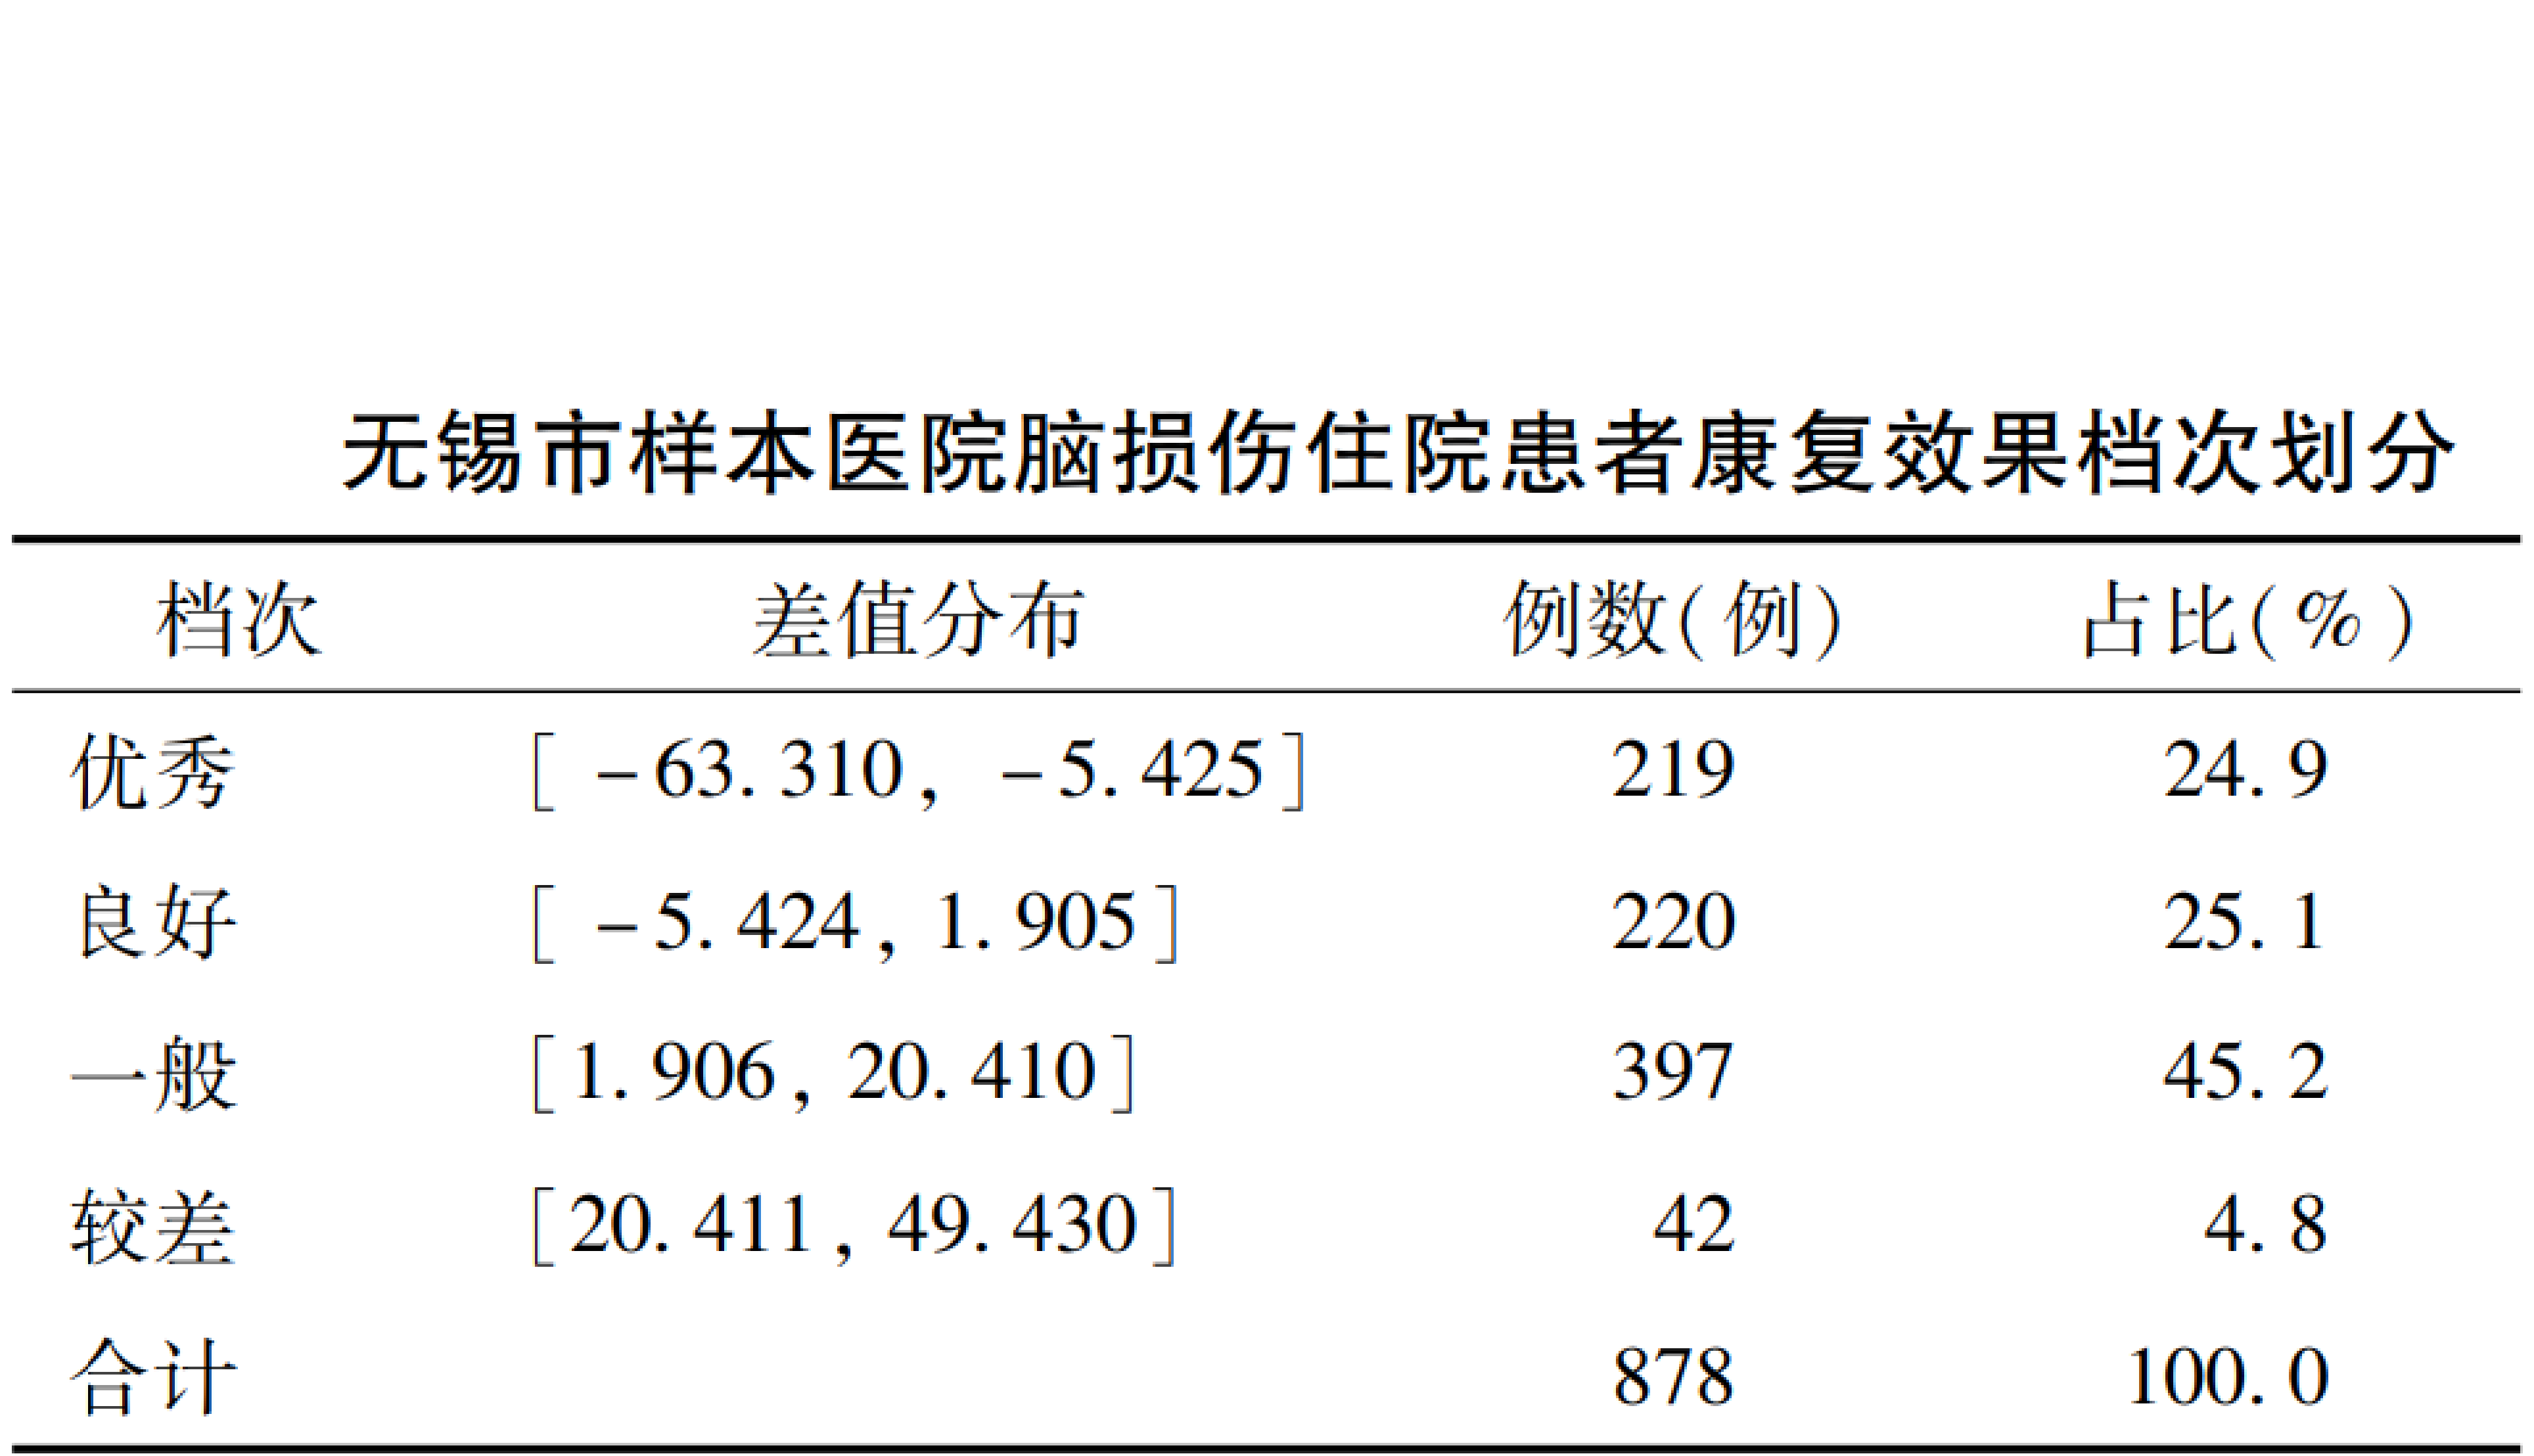 无锡市样本医院脑损伤住院患者康复效果档次划分
档次 差值分布 例数(例) 占比(%)
优秀 [-63.310, -5.425] 219 24.9
良好 [-5.424, 1.905] 220 25.1
一般 [1.906, 20.410] 397 45.2
较差 [20.411, 49.430] 42 4.8
合计 878 100.0